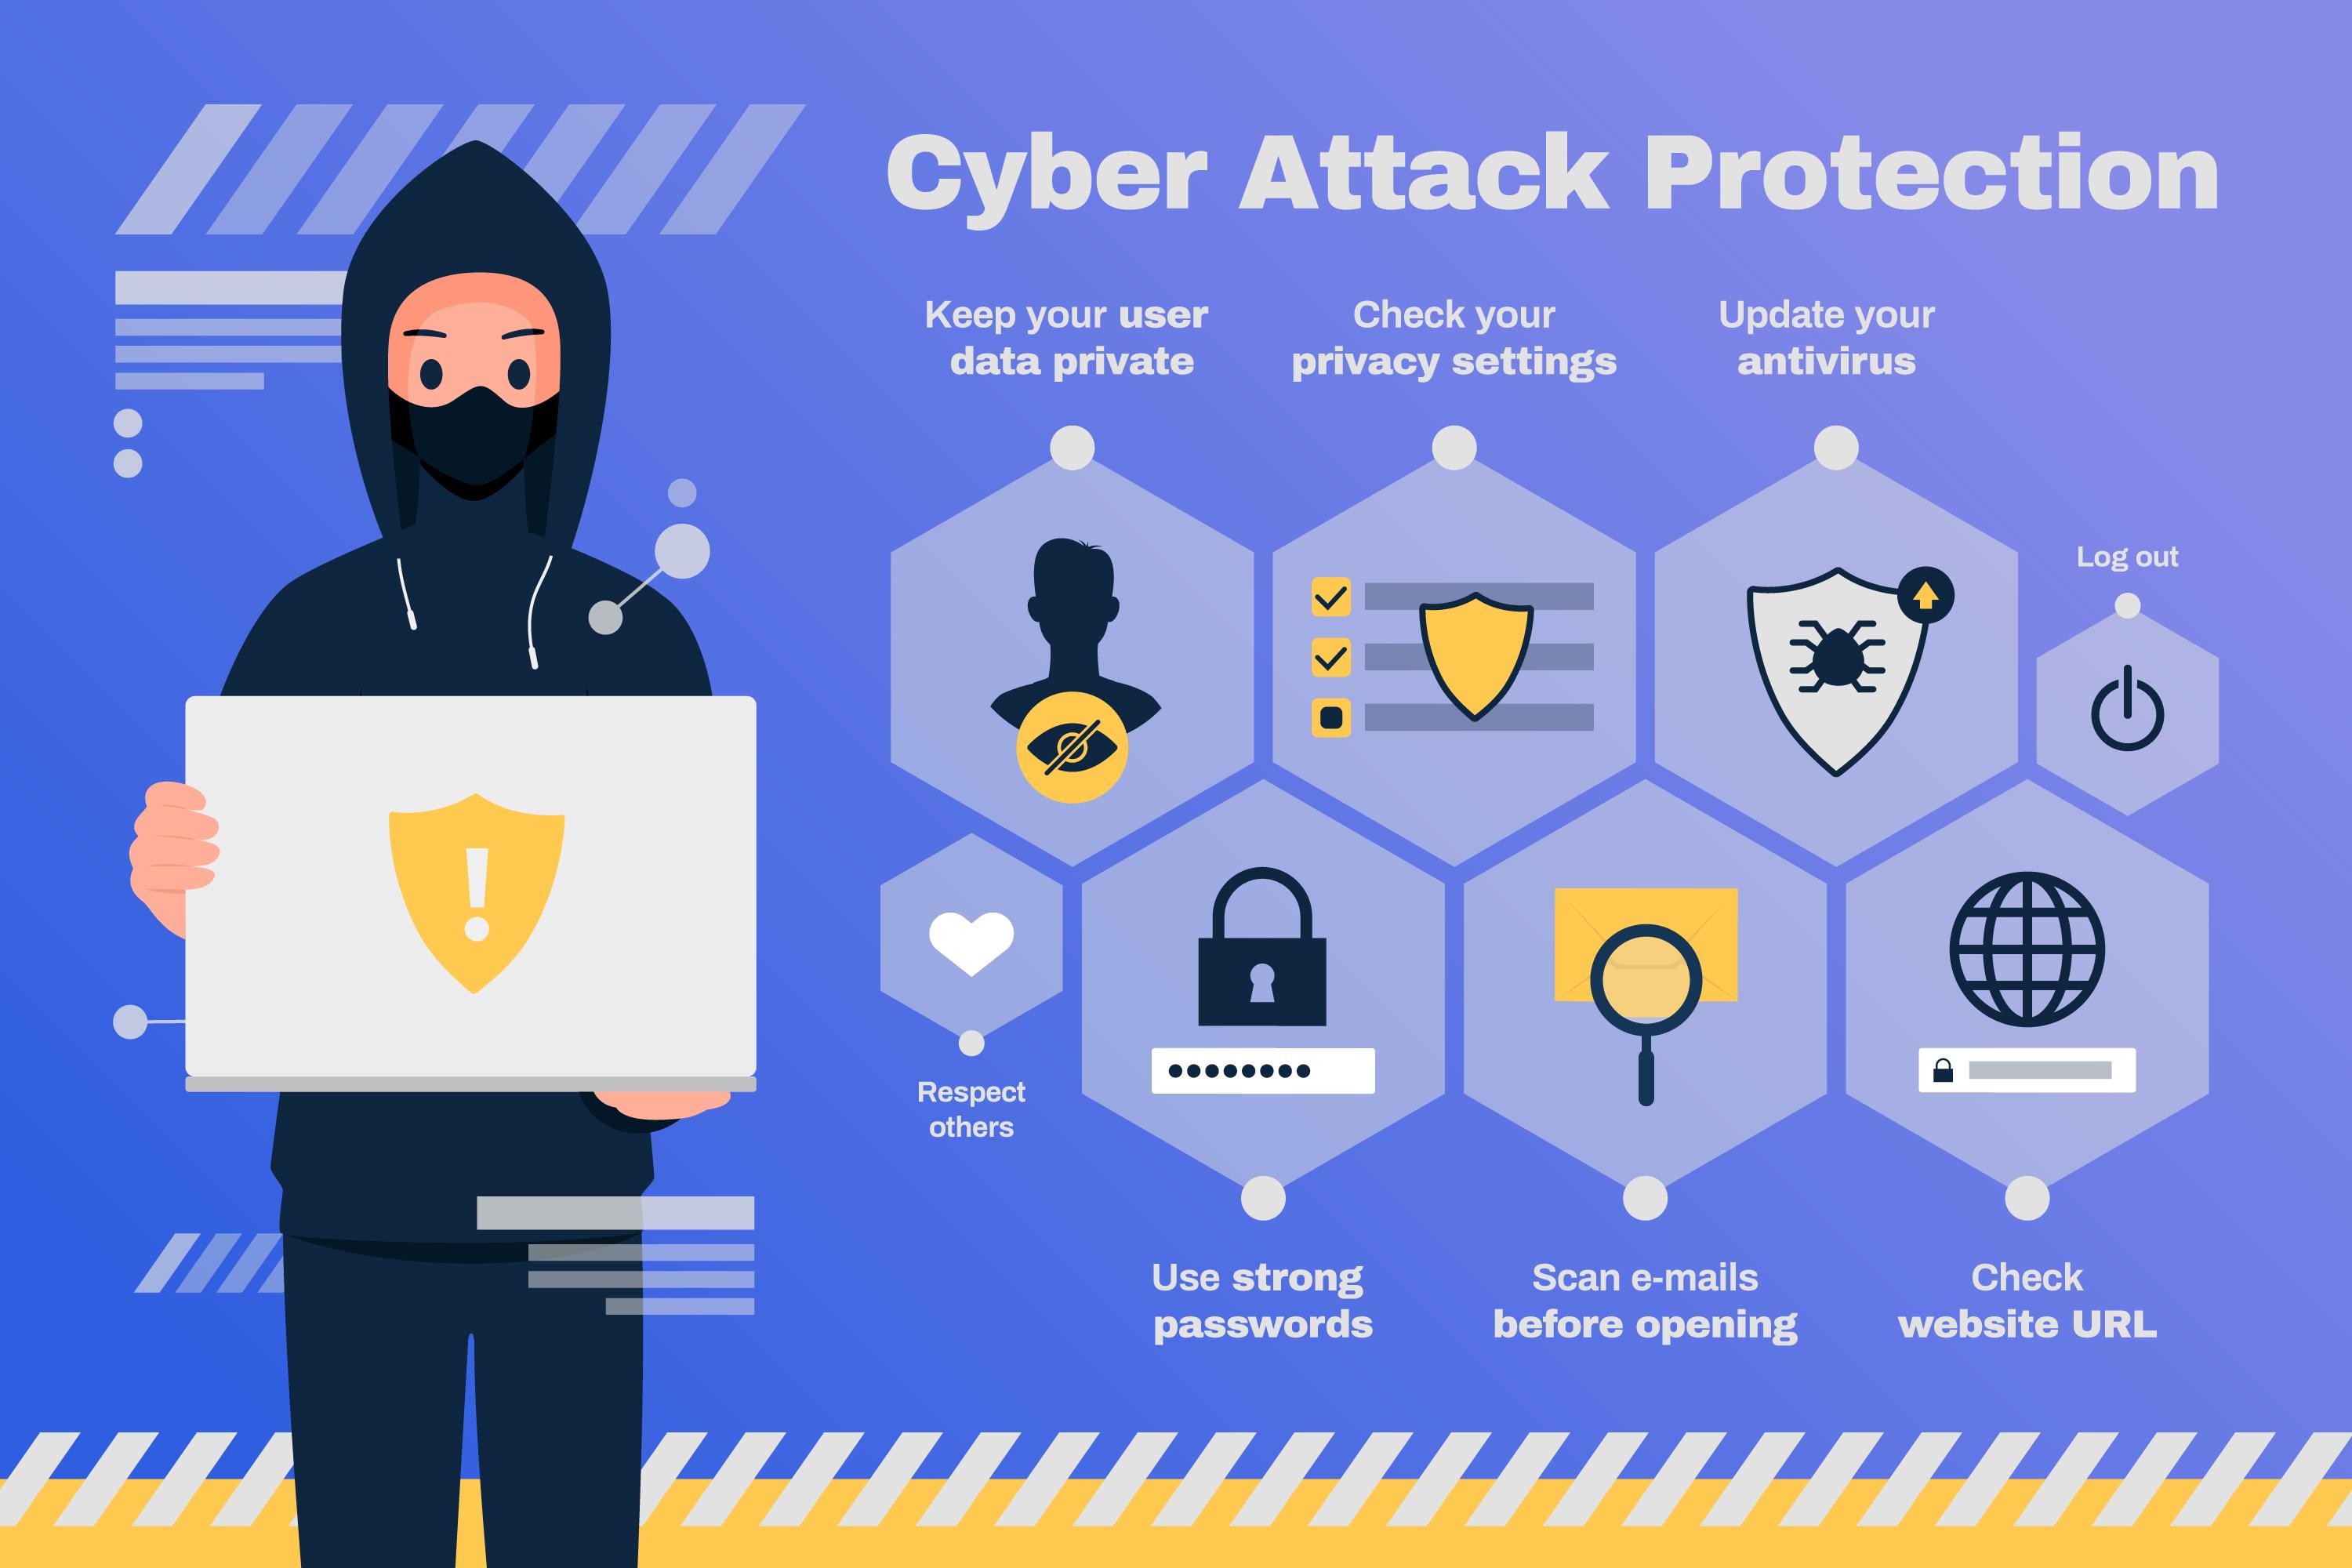 Cyber Attack Protection
Keep your user
data private
Check your
privacy settings
Update your
antivirus
Log out
Respect
others
Use strong
passwords
Scan e-mails
before opening
Check
website URL